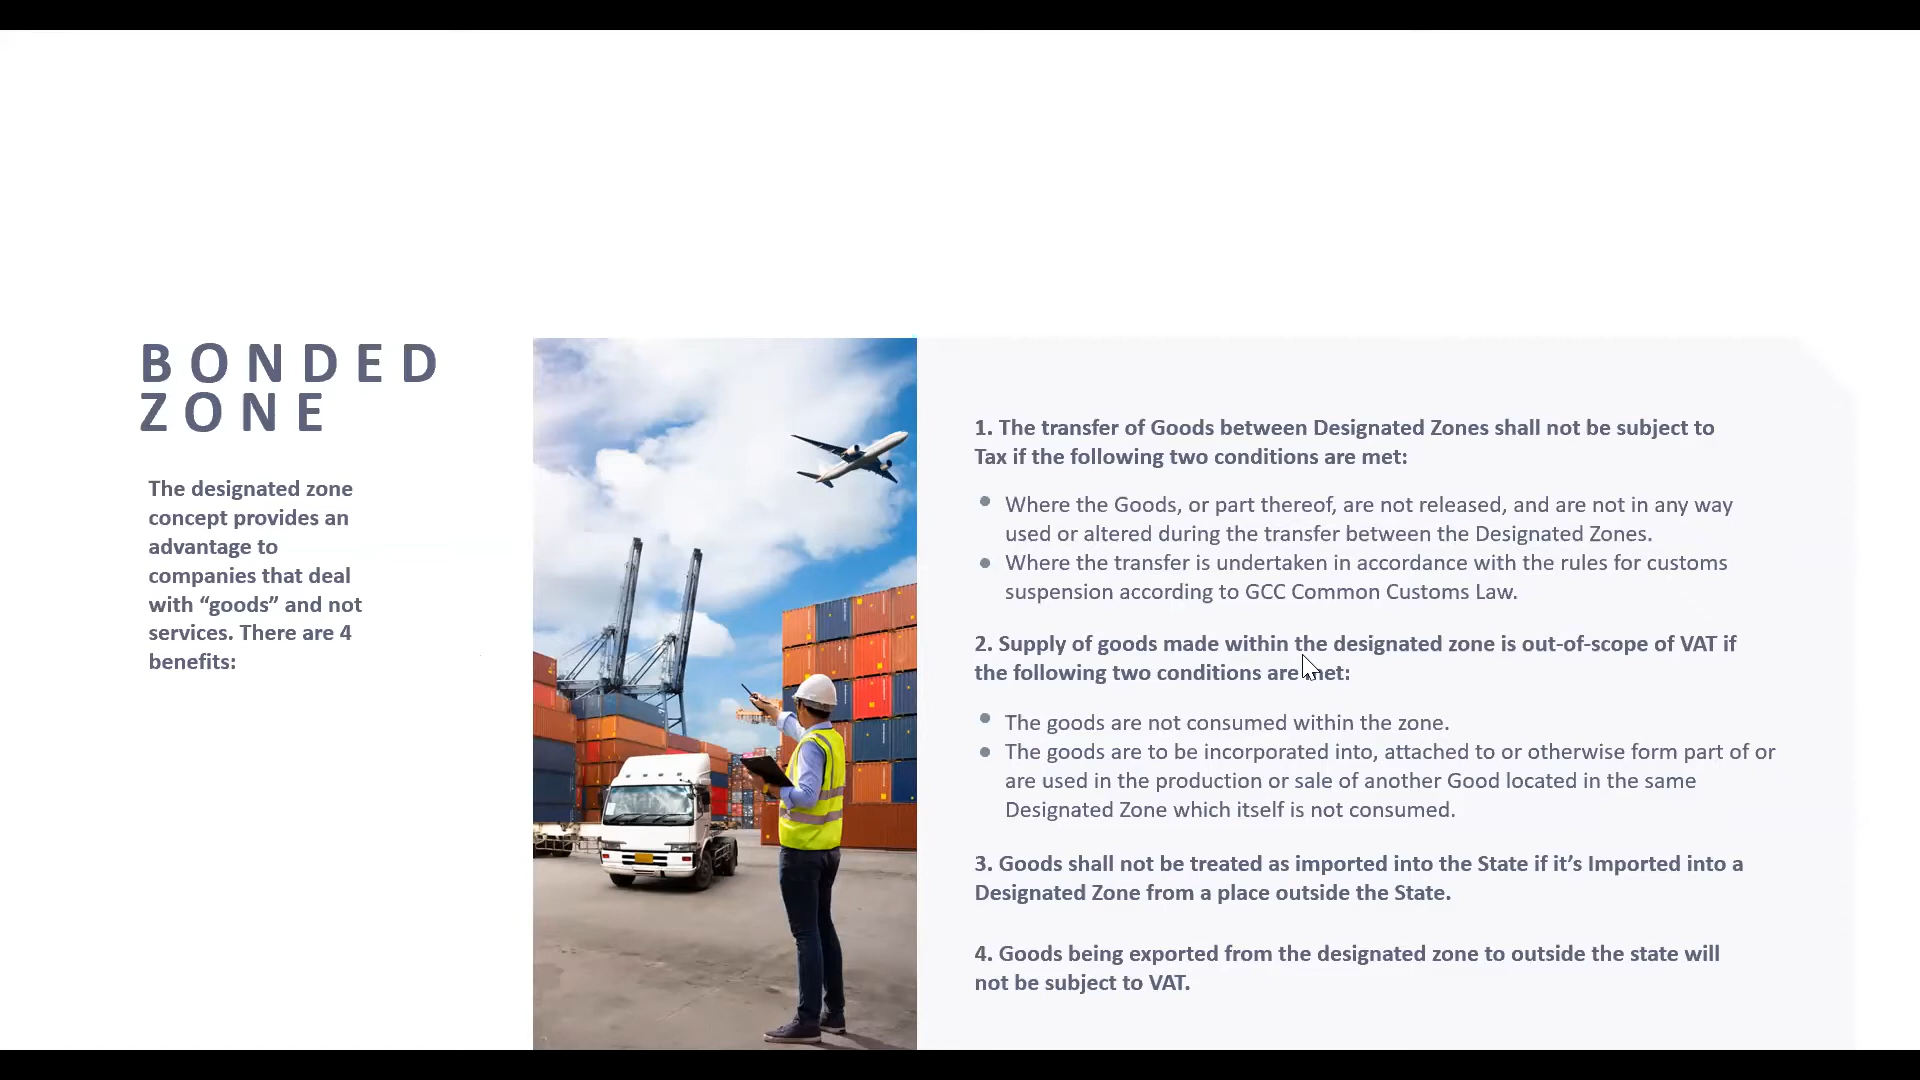 BONDED
ZONE
The designated zone
concept provides an
advantage to
companies that deal
with “goods” and not
services. There are 4
benefits:
1. The transfer of Goods between Designated Zones shall not be subject to
Tax if the following two conditions are met:
Where the Goods, or part thereof, are not released, and are not in any way
used or altered during the transfer between the Designated Zones.
Where the transfer is undertaken in accordance with the rules for customs
suspension according to GCC Common Customs Law.
2. Supply of goods made within the designated zone is out-of-scope of VAT if
the following two conditions are met:
The goods are not consumed within the zone.
The goods are to be incorporated into, attached to or otherwise form part of or
are used in the production or sale of another Good located in the same
Designated Zone which itself is not consumed.
3. Goods shall not be treated as imported into the State if it’s Imported into a
Designated Zone from a place outside the State.
4. Goods being exported from the designated zone to outside the state will
not be subject to VAT.